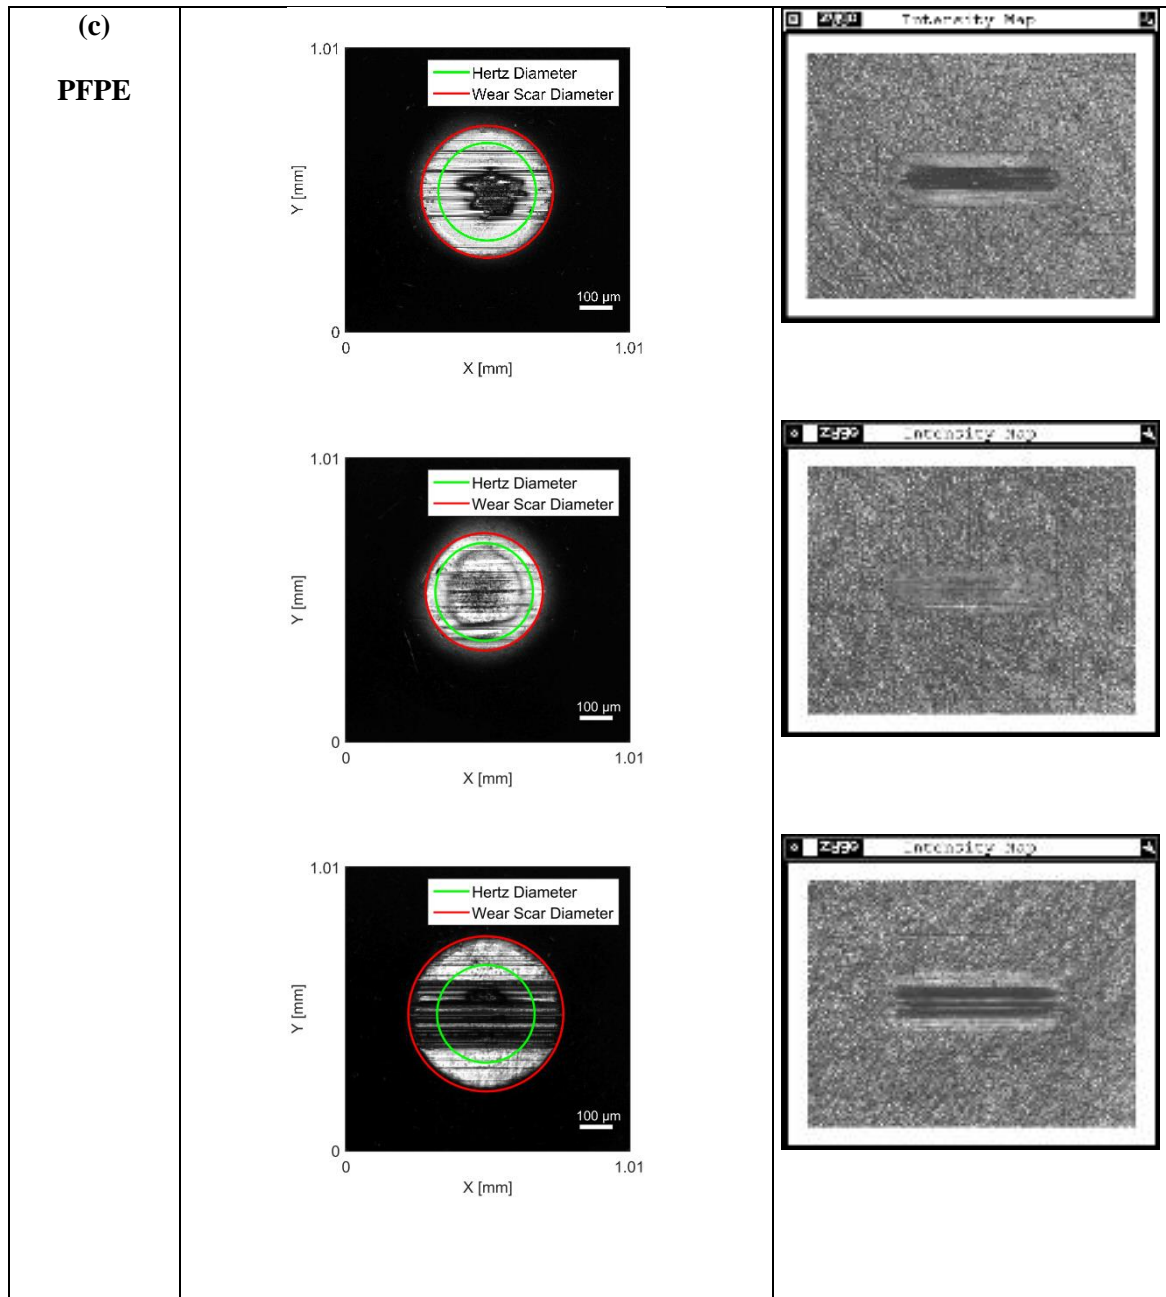 (c)
PFPE
1.01
Hertz Diameter
Wear Scar Diameter
Y [mm]
100 µm
0
0
1.01
X [mm]
Intensity Map
1.01
Hertz Diameter
Wear Scar Diameter
Y [mm]
100 µm
0
0
1.01
X [mm]
Intensity Map
1.01
Hertz Diameter
Wear Scar Diameter
Y [mm]
100 µm
0
0
1.01
X [mm]
Intensity Map